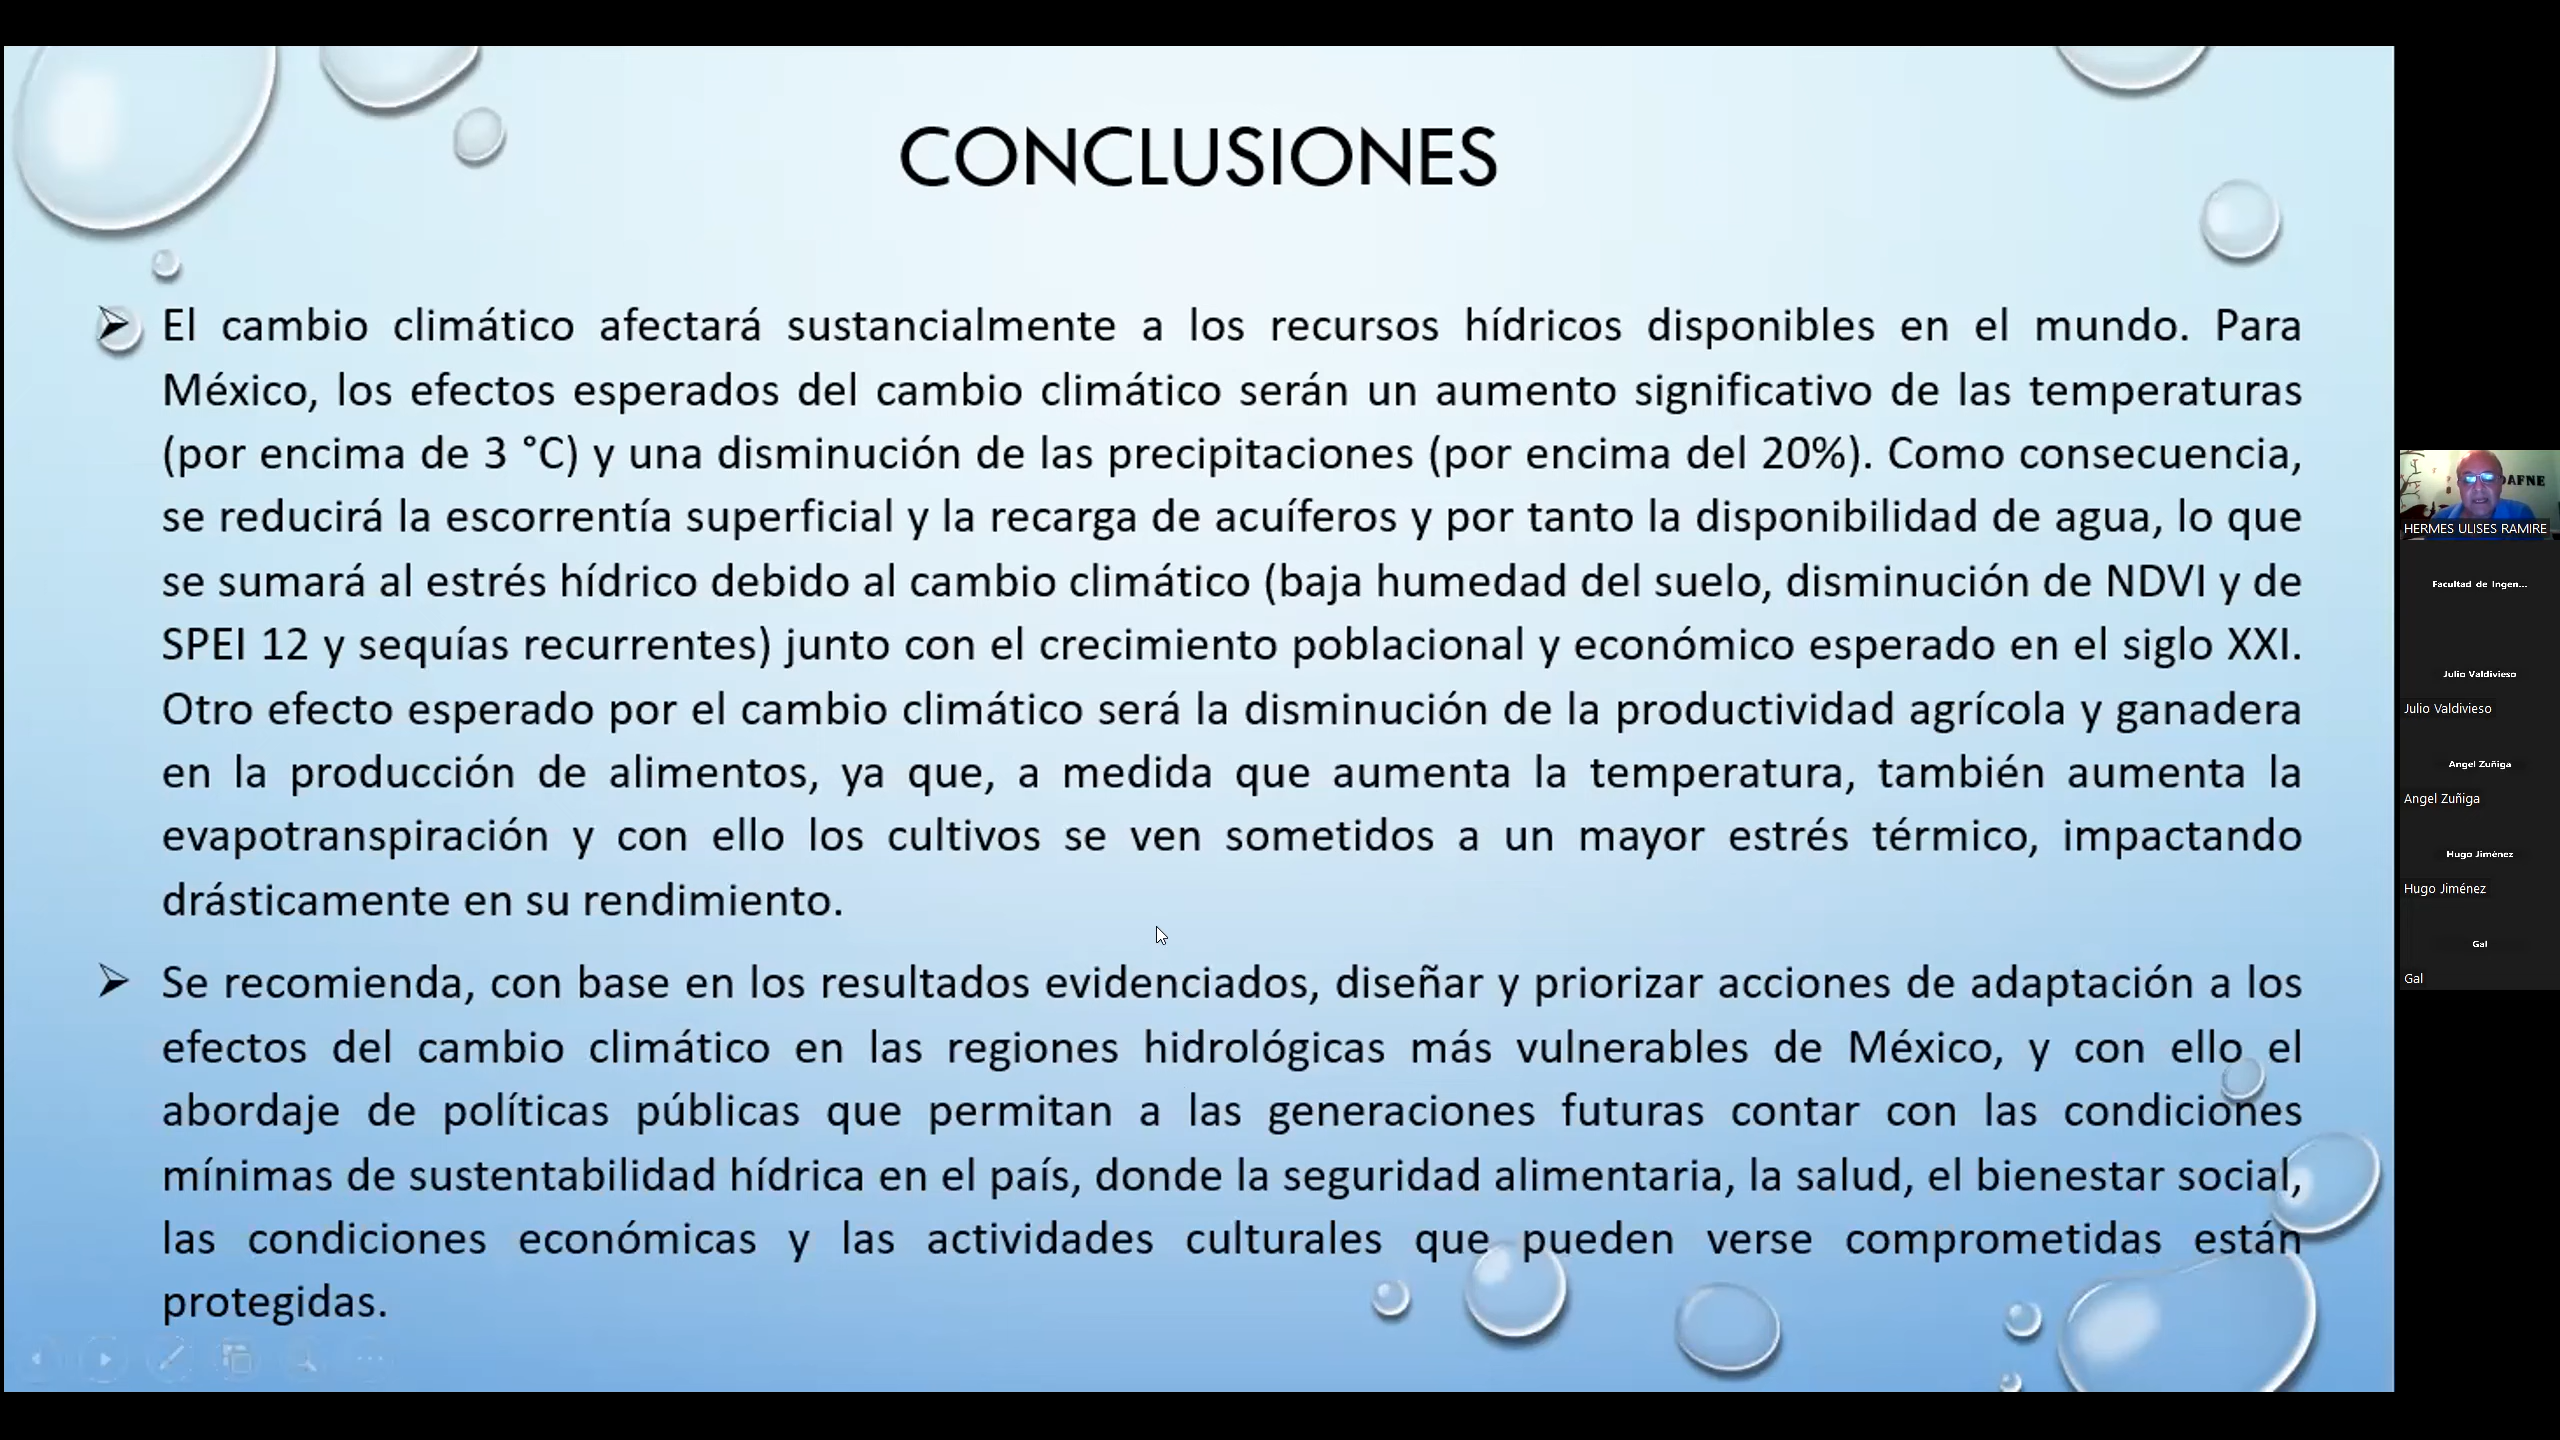 CONCLUSIONES
El cambio climático afectará sustancialmente a los recursos hídricos disponibles en el mundo. Para
México, los efectos esperados del cambio climático serán un aumento significativo de las temperaturas
(por encima de 3 °C) y una disminución de las precipitaciones (por encima del 20%). Como consecuencia,
se reducirá la escorrentía superficial y la recarga de acuíferos y por tanto la disponibilidad de agua, lo que
se sumará al estrés hídrico debido al cambio climático (baja humedad del suelo, disminución de NDVI y de
SPEI 12 y sequías recurrentes) junto con el crecimiento poblacional y económico esperado en el siglo XXI.
Otro efecto esperado por el cambio climático será la disminución de la productividad agrícola y ganadera
en la producción de alimentos, ya que, a medida que aumenta la temperatura, también aumenta la
evapotranspiración y con ello los cultivos se ven sometidos a un mayor estrés térmico, impactando
drásticamente en su rendimiento.
Se recomienda, con base en los resultados evidenciados, diseñar y priorizar acciones de adaptación a los
efectos del cambio climático en las regiones hidrológicas más vulnerables de México, y con ello el
abordaje de políticas públicas que permitan a las generaciones futuras contar con las condiciones
mínimas de sustentabilidad hídrica en el país, donde la seguridad alimentaria, la salud, el bienestar social,
las condiciones económicas y las actividades culturales que pueden verse comprometidas están
protegidas.
DAFNE
HERMES ULISES RAMIRE
Facultad de Ingen...
Julio Valdivieso
Julio Valdivieso
Angel Zuñiga
Angel Zuñiga
Hugo Jiménez
Hugo Jiménez
Gal
Gal